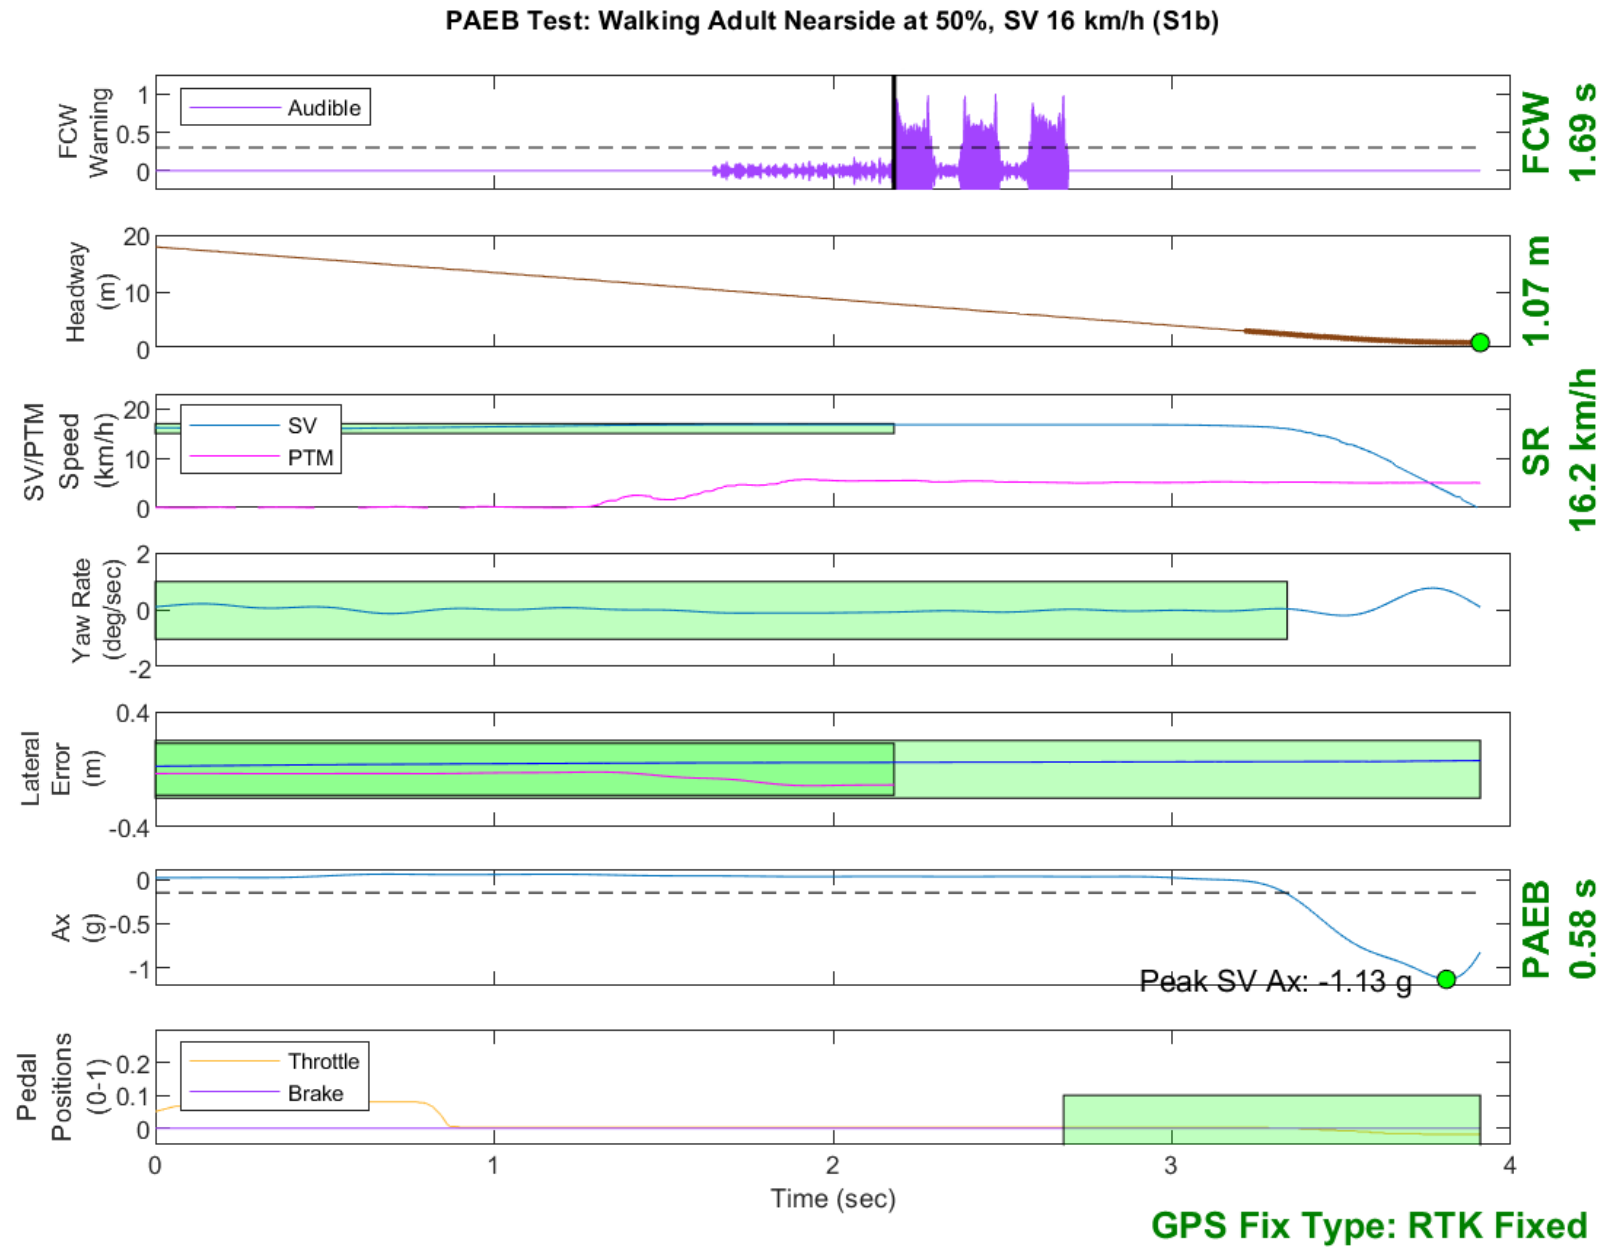 PAEB Test: Walking Adult Nearside at 50%, SV 16 km/h (S1b)
FCW
Warning
1
0.5
0
Audible
FCW
1.69 s
Headway
(m)
20
10
0
1.07 m
SV/PTM
Speed
(km/h)
20
10
0
SV
PTM
SR
16.2 km/h
Yaw Rate
(deg/sec)
2
0
-2
Lateral
Error
(m)
0.4
-0.4
Ax
(g)
0
-0.5
-1
Peak SV Ax: -1.13 g
PAEB
0.58 s
Pedal
Positions
(0-1)
0.2
0.1
0
Throttle
Brake
0 1 2 3 4
Time (sec)
GPS Fix Type: RTK Fixed